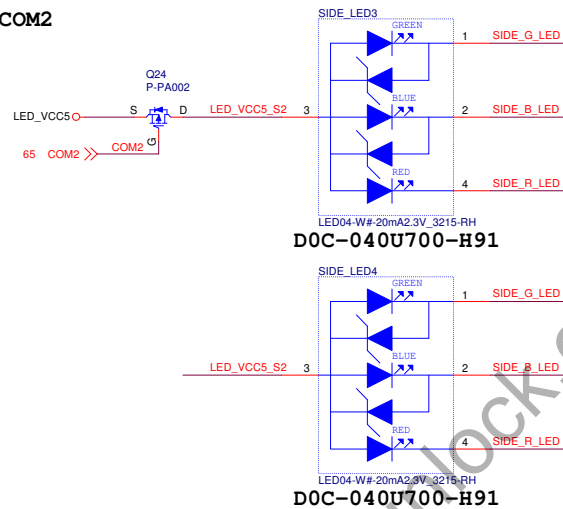 COM2
SIDE_LED3
GREEN
1 SIDE_G_LED
Q24
P-PA002
BLUE
LED_VCC5 S D LED_VCC5_S2 3 2 SIDE_B_LED
G
65 COM2 COM2
RED
4 SIDE_R_LED
LED04-W#-20mA2.3V_3215-RH
D0C-040U700-H91
SIDE_LED4
GREEN
1 SIDE_G_LED
BLUE
LED_VCC5_S2 3 2 SIDE_B_LED
RED
4 SIDE_R_LED
LED04-W#-20mA2.3V_3215-RH
D0C-040U700-H91